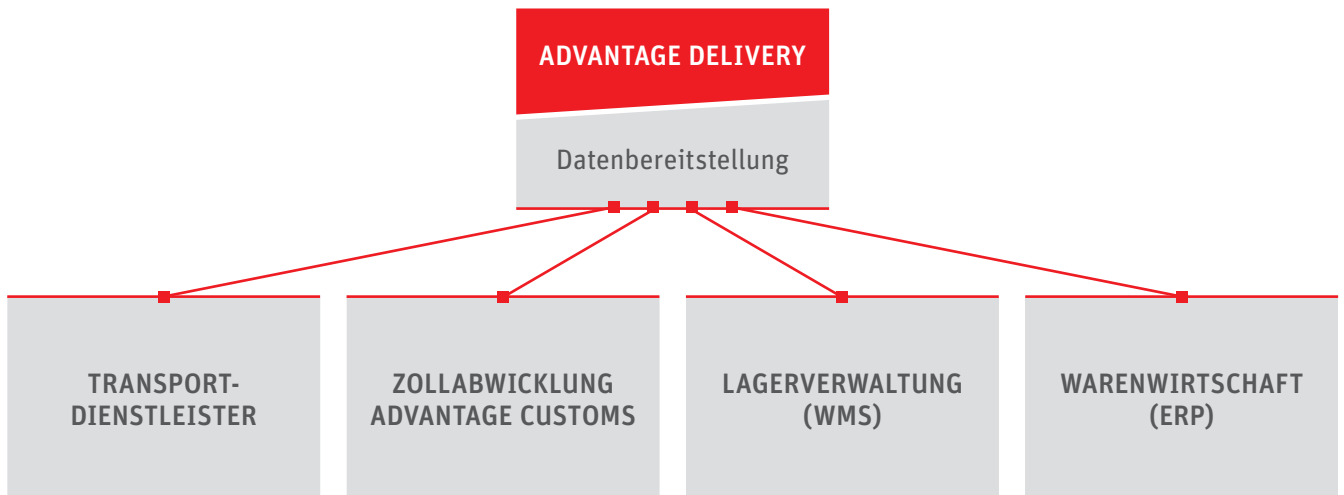 ADVANTAGE DELIVERY
Datenbereitstellung
TRANSPORT-
DIENSTLEISTER
ZOLLABWICKLUNG
ADVANTAGE CUSTOMS
LAGERVERWALTUNG
(WMS)
WARENWIRTSCHAFT
(ERP)